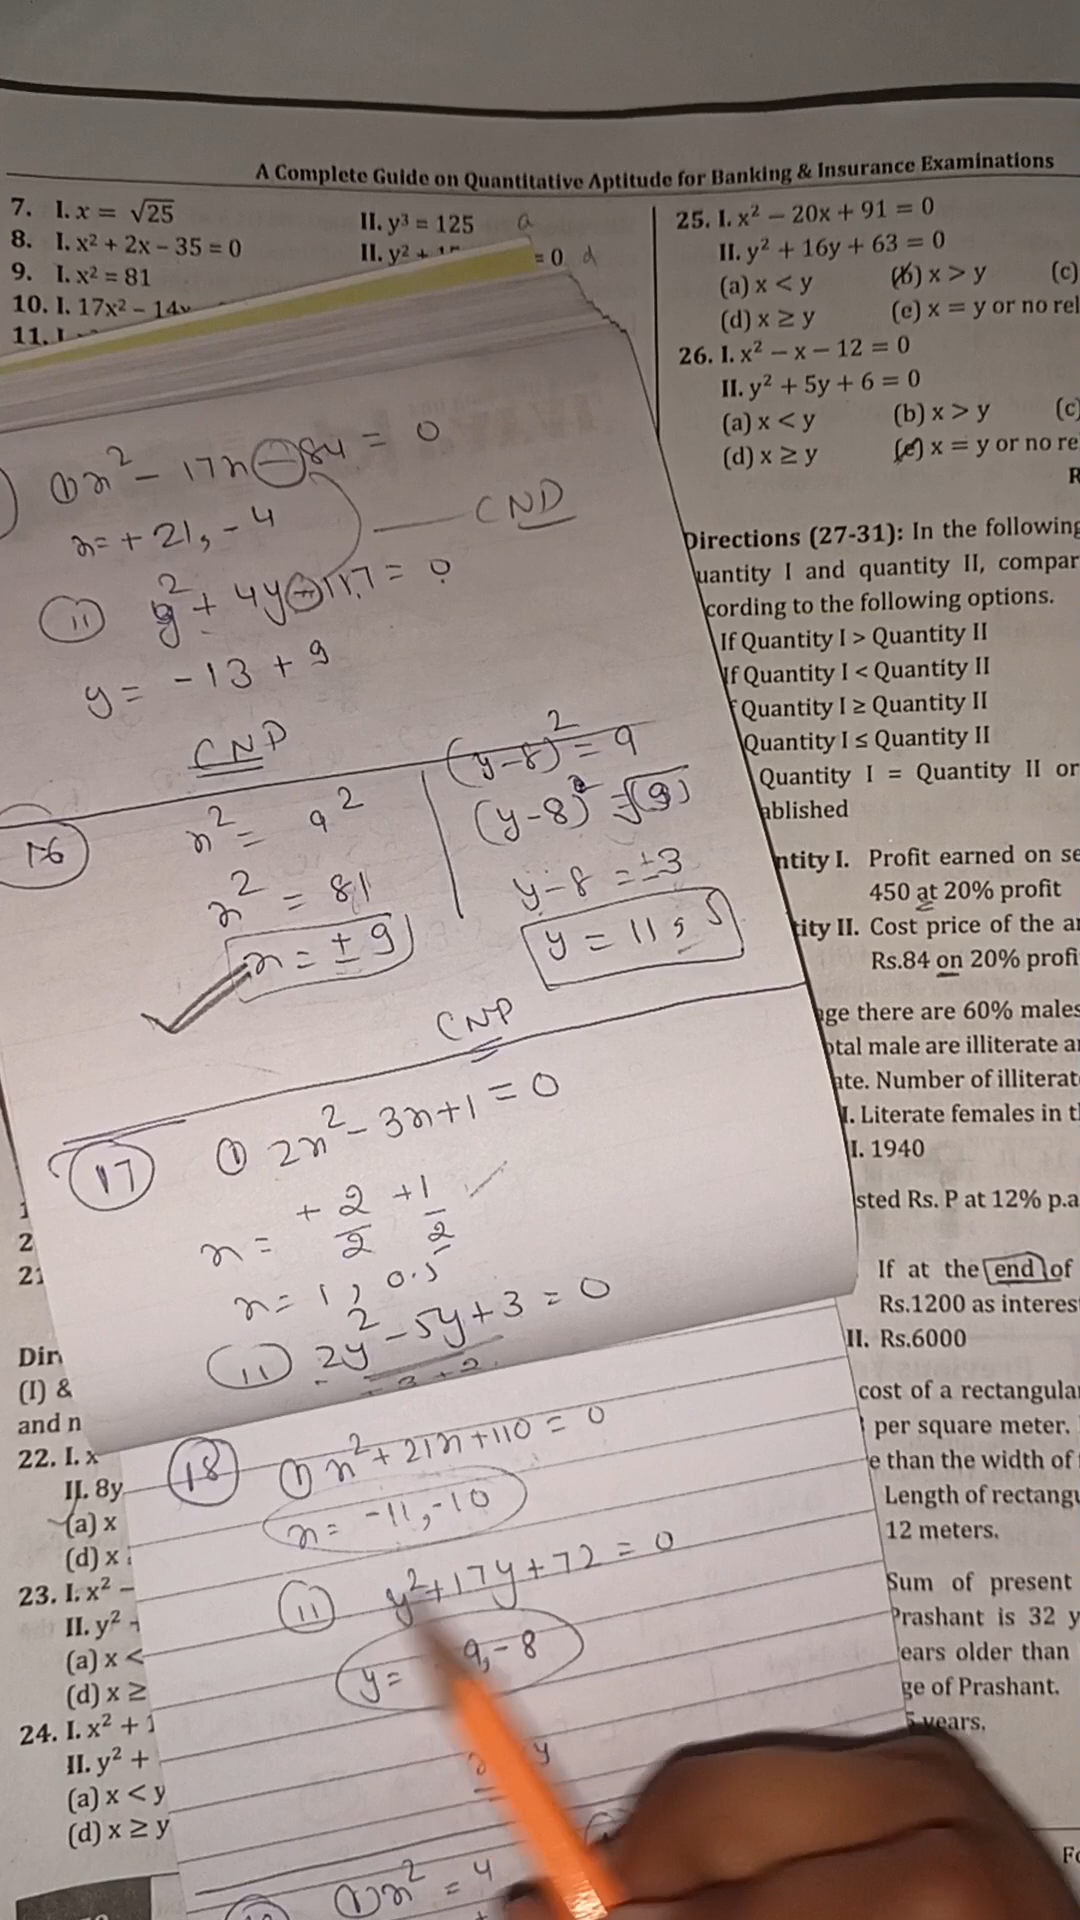 A Complete Guide on Quantitative Aptitude for Banking & Insurance Examinations
7. I. x = √25 II. y³ = 125 a
8. I. x² + 2x − 35 = 0 II. y² + = 0 d
9. I. x² = 81
10. I. 17x² − 14
11. I
25. I. x² − 20x + 91 = 0
II. y² + 16y + 63 = 0
(a) x < y (b) x > y (c)
(d) x ≥ y (e) x = y or no rel
26. I. x² − x − 12 = 0
II. y² + 5y + 6 = 0
(a) x < y (b) x > y (c)
(d) x ≥ y (e) x = y or no re
Directions (27-31): In the following
uantity I and quantity II, compar
cording to the following options.
If Quantity I > Quantity II
If Quantity I < Quantity II
Quantity I ≥ Quantity II
Quantity I ≤ Quantity II
Quantity I = Quantity II or
ablished
ntity I. Profit earned on se
450 at 20% profit
tity II. Cost price of the ar
Rs.84 on 20% profi
ge there are 60% males
otal male are illiterate a
ate. Number of illiterat
I. Literate females in t
I. 1940
sted Rs. P at 12% p.a
If at the end of
Rs.1200 as interes
II. Rs.6000
cost of a rectangula
per square meter.
e than the width of
Length of rectang
12 meters.
Sum of present
Prashant is 32 y
ears older than
ge of Prashant.
years.
(I) x² − 17x − 84 = 0
x = +21, −4
CND
(II) y² + 4y − 117 = 0
y = −13 + 9
CND
16 x² = 9²
x² = 81
x = ± 9
(y−8)² = 9
(y−8)² = √(9)
y−8 = ±3
y = 11, 5
CND
17 (I) 2x² − 3x + 1 = 0
x = +2/2 +1/2
x = 1, 0.5
(II) 2y² − 5y + 3 = 0
18 (I) x² + 21x + 110 = 0
x = −11, −10
(II) y² + 17y + 72 = 0
y = 9, −8
y
(I) x² = 4
2
21
Dir
(I) &
and n
22. I. x
II. 8y
(a) x
(d) x
23. I. x² −
II. y²
(a) x <
(d) x ≥
24. I. x² + 1
II. y² +
(a) x < y
(d) x ≥ y